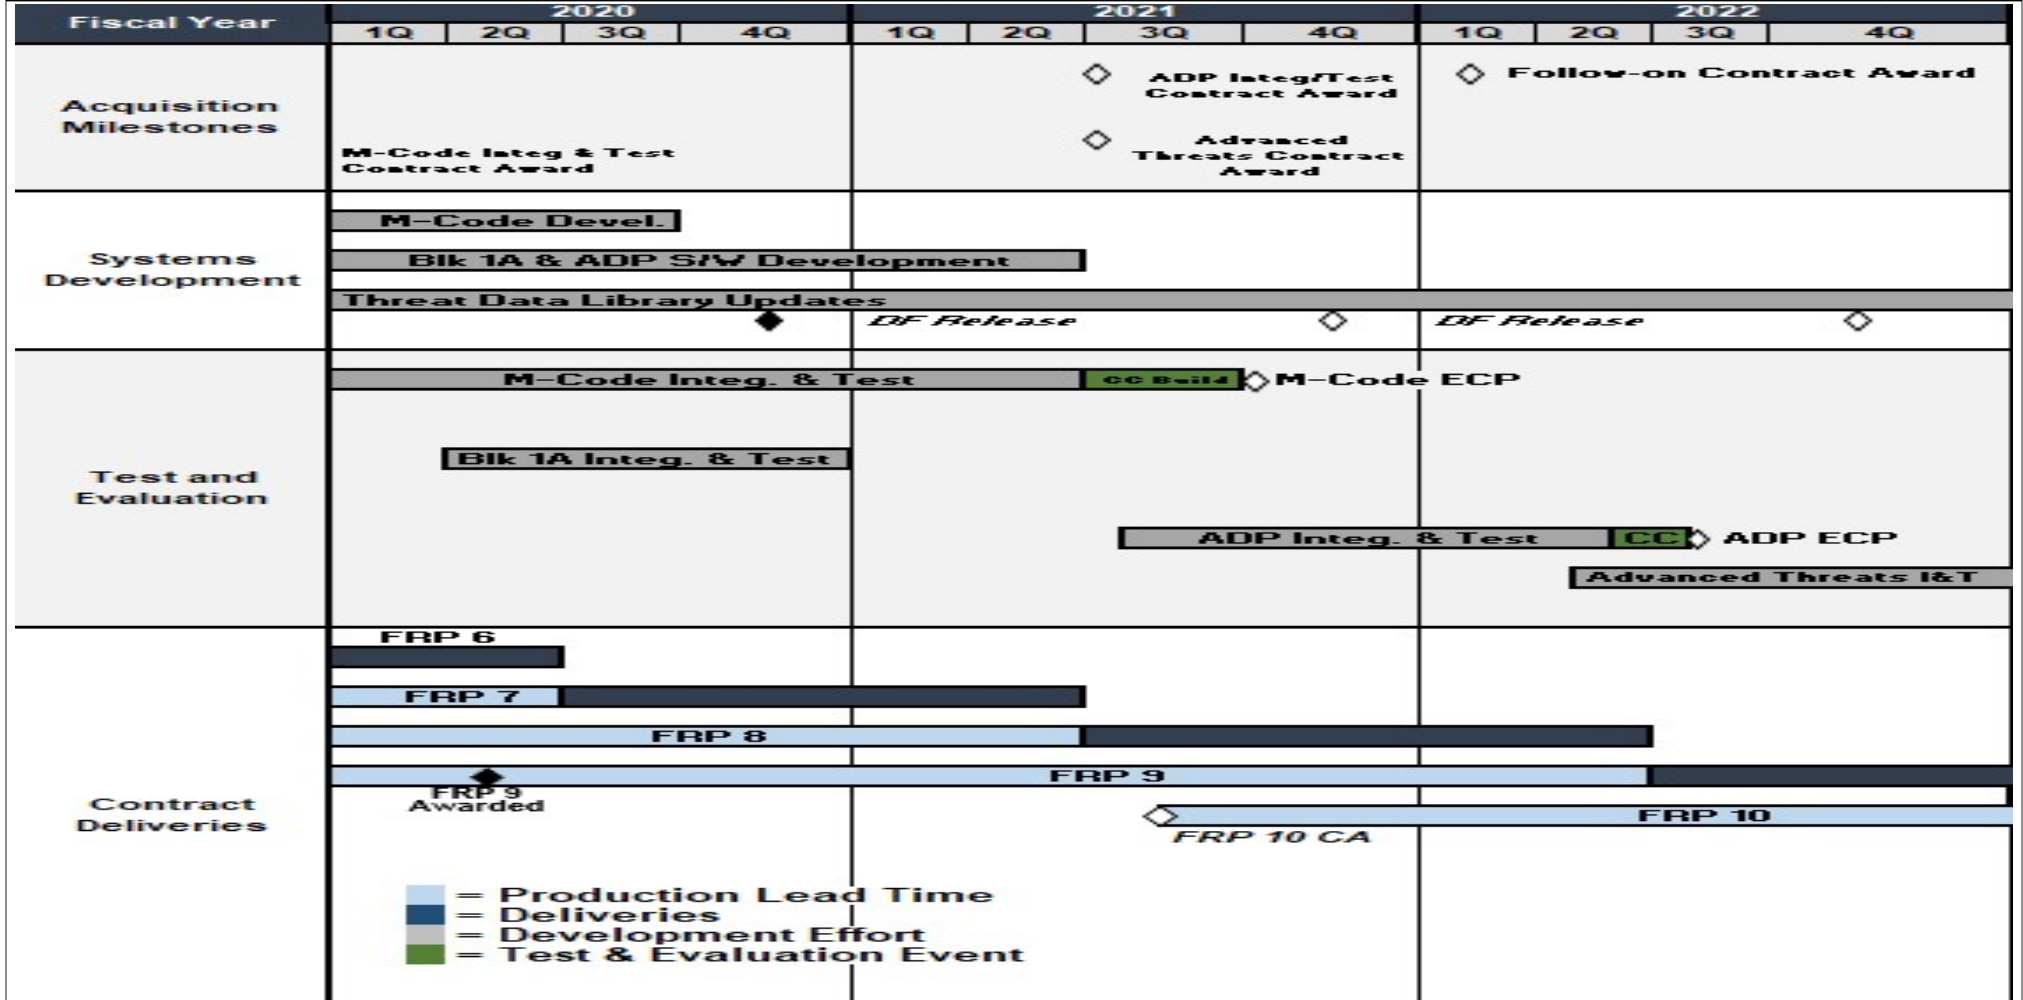 Fiscal Year
2020 2021 2022
1Q 2Q 3Q 4Q 1Q 2Q 3Q 4Q 1Q 2Q 3Q 4Q
Acquisition
Milestones
ADP Integ/Test
Contract Award
Follow-on Contract Award
M-Code Integ & Test
Contract Award
Advanced
Threats Contract
Award
Systems
Development
M-Code Devel.
Blk 1A & ADP S/W Development
Threat Data Library Updates
DF Release DF Release
Test and
Evaluation
M-Code Integ. & Test CC Build M-Code ECP
Blk 1A Integ. & Test
ADP Integ. & Test CC ADP ECP
Advanced Threats I&T
Contract
Deliveries
FRP 6
FRP 7
FRP 8
FRP 9
FRP 9
Awarded
FRP 10
FRP 10 CA
= Production Lead Time
= Deliveries
= Development Effort
= Test & Evaluation Event